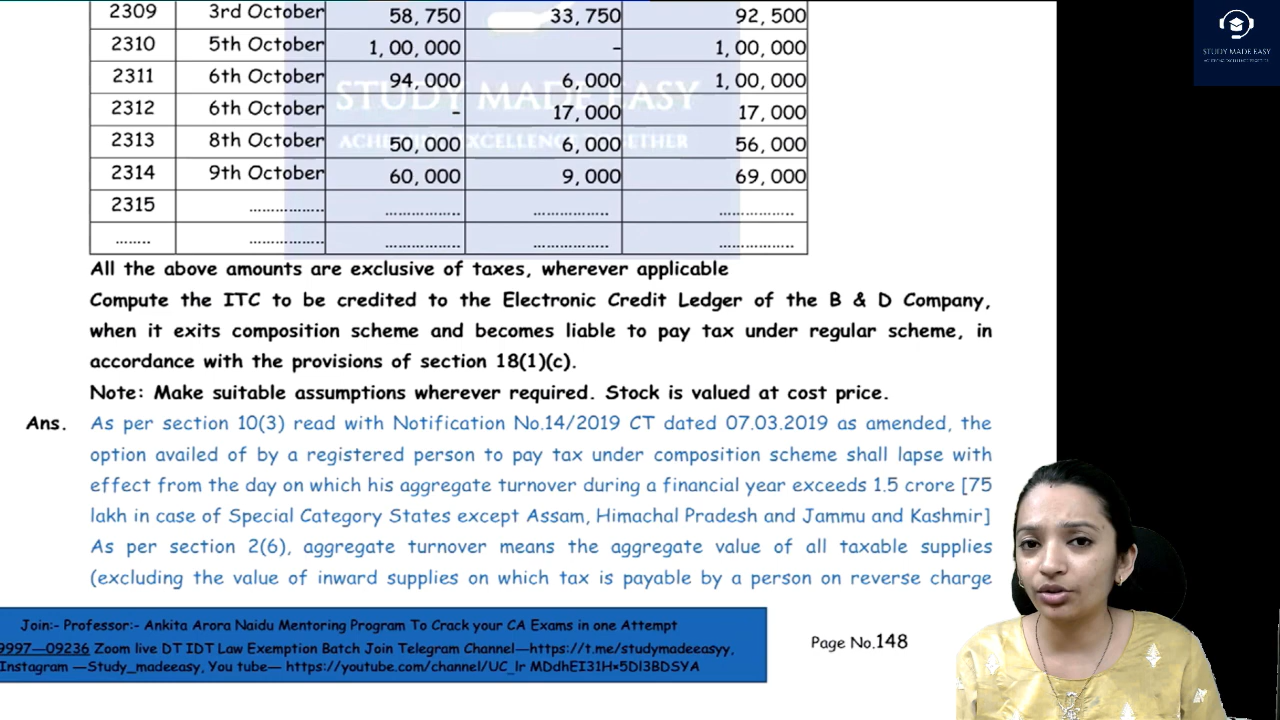 STUDY MADE EASY
2309 3rd October 58,750 33,750 92,500
2310 5th October 1,00,000 – 1,00,000
2311 6th October 94,000 6,000 1,00,000
STUDY MADE EASY
2312 6th October – 17,000 17,000
2313 8th October 50,000 6,000 56,000
2314 9th October 60,000 9,000 69,000
2315 ................ ................ ................ ................
........ ................ ................ ................ ................
All the above amounts are exclusive of taxes, wherever applicable
Compute the ITC to be credited to the Electronic Credit Ledger of the B & D Company,
when it exits composition scheme and becomes liable to pay tax under regular scheme, in
accordance with the provisions of section 18(1)(c).
Note: Make suitable assumptions wherever required. Stock is valued at cost price.
Ans. As per section 10(3) read with Notification No.14/2019 CT dated 07.03.2019 as amended, the
option availed of by a registered person to pay tax under composition scheme shall lapse with
effect from the day on which his aggregate turnover during a financial year exceeds 1.5 crore [75
lakh in case of Special Category States except Assam, Himachal Pradesh and Jammu and Kashmir]
As per section 2(6), aggregate turnover means the aggregate value of all taxable supplies
(excluding the value of inward supplies on which tax is payable by a person on reverse charge
Join:- Professor:- Ankita Arora Naidu Mentoring Program To Crack your CA Exams in one Attempt
9997—09236 Zoom live DT IDT Law Exemption Batch Join Telegram Channel—https://t.me/studymadeeasyy,
Instagram —Study_madeeasy, You tube— https://youtube.com/channel/UC_lr
Page No.148